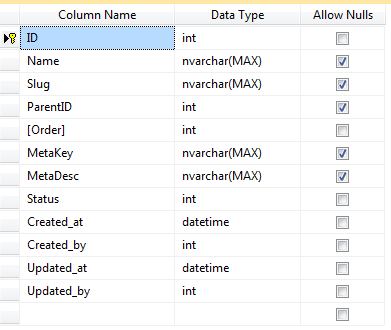 Column Name Data Type Allow Nulls
ID int
Name nvarchar(MAX)
Slug nvarchar(MAX)
ParentID int
[Order] int
MetaKey nvarchar(MAX)
MetaDesc nvarchar(MAX)
Status int
Created_at datetime
Created_by int
Updated_at datetime
Updated_by int